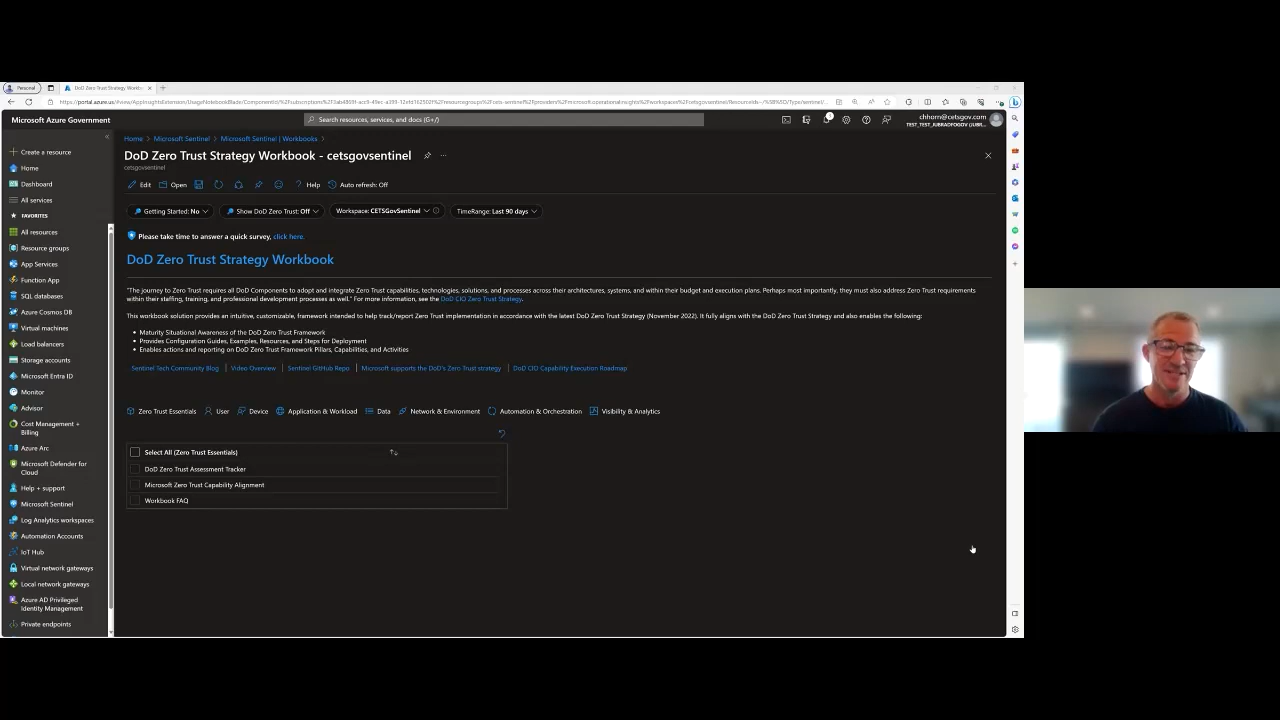 Personal
DoD Zero Trust Strategy Workb
Microsoft Azure Government
Search resources, services, and docs (G+/)
1
chhorn@cetsgov.com
Home > Microsoft Sentinel > Microsoft Sentinel | Workbooks >
DoD Zero Trust Strategy Workbook - cetsgovsentinel
cetsgovsentinel
Edit Open Help Auto refresh: Off
Getting Started: No Show DoD Zero Trust: Off Workspace: CETSGovSentinel TimeRange: Last 90 days
Please take time to answer a quick survey, click here.
DoD Zero Trust Strategy Workbook
"The journey to Zero Trust requires all DoD Components to adopt and integrate Zero Trust capabilities, technologies, solutions, and processes across their architectures, systems, and within their budget and execution plans. Perhaps most importantly, they must also address Zero Trust requirements
within their staffing, training, and professional development processes as well." For more information, see the DoD CIO Zero Trust Strategy.
This workbook solution provides an intuitive, customizable, framework intended to help track/report Zero Trust implementation in accordance with the latest DoD Zero Trust Strategy (November 2022). It fully aligns with the DoD Zero Trust Strategy and also enables the following:
• Maturity Situational Awareness of the DoD Zero Trust Framework
• Provides Configuration Guides, Examples, Resources, and Steps for Deployment
• Enables actions and reporting on DoD Zero Trust Framework Pillars, Capabilities, and Activities
Sentinel Tech Community Blog | Video Overview | Sentinel GitHub Repo | Microsoft supports the DoD's Zero Trust strategy | DoD CIO Capability Execution Roadmap
Zero Trust Essentials User Device Application & Workload Data Network & Environment Automation & Orchestration Visibility & Analytics
Select All (Zero Trust Essentials)
DoD Zero Trust Assessment Tracker
Microsoft Zero Trust Capability Alignment
Workbook FAQ
Create a resource
Home
Dashboard
All services
FAVORITES
All resources
Resource groups
App Services
Function App
SQL databases
Azure Cosmos DB
Virtual machines
Load balancers
Storage accounts
Microsoft Entra ID
Monitor
Advisor
Cost Management +
Billing
Azure Arc
Microsoft Defender for
Cloud
Help + support
Microsoft Sentinel
Log Analytics workspaces
Automation Accounts
IoT Hub
Virtual network gateways
Local network gateways
Azure AD Privileged
Identity Management
Private endpoints